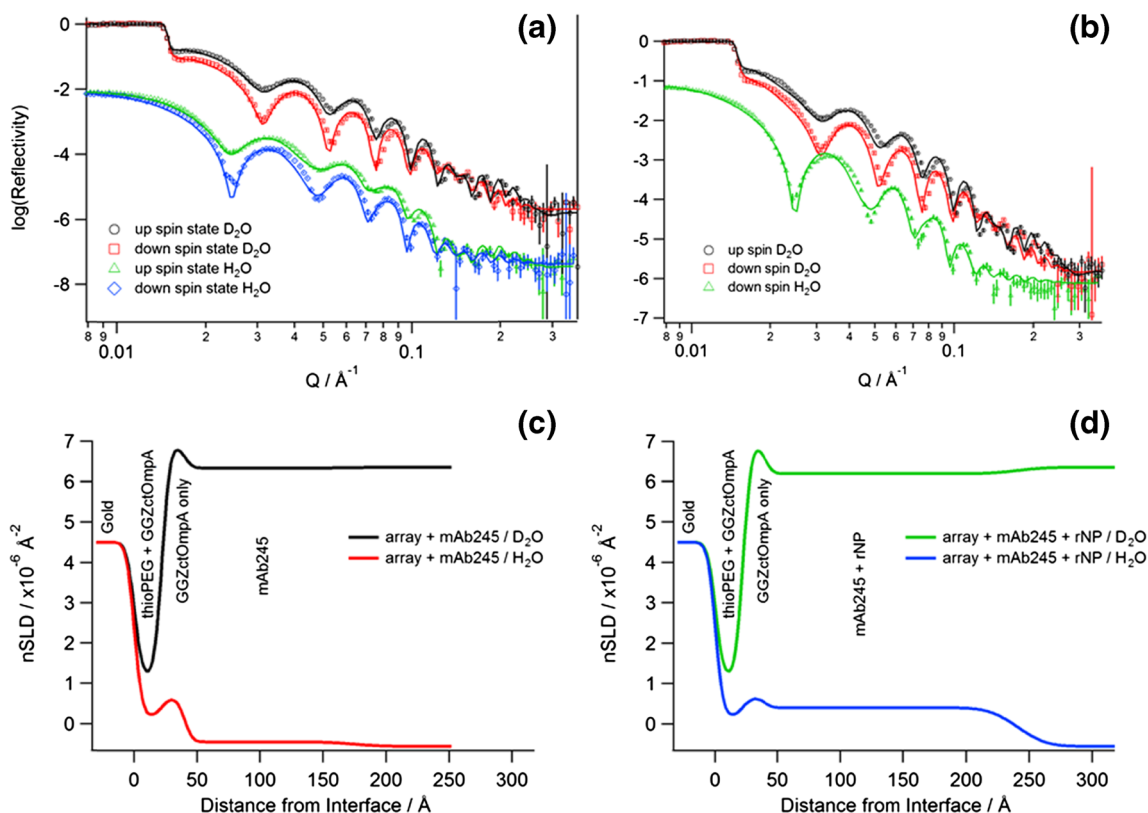 (a)
0
-2
-4
-6
-8
log(Reflectivity)
up spin state D₂O
down spin state D₂O
up spin state H₂O
down spin state H₂O
8 9 2 3 4 5 6 7 8 9 2 3
0.01 0.1
Q / Å⁻¹
(b)
0
-1
-2
-3
-4
-5
-6
-7
up spin D₂O
down spin D₂O
down spin H₂O
8 9 2 3 4 5 6 7 8 9 2 3
0.01 0.1
Q / Å⁻¹
(c)
7
6
5
4
3
2
1
0
nSLD / x10⁻⁶ Å⁻²
Gold
thioPEG + GGZctOmpA
GGZctOmpA only
mAb245
array + mAb245 / D₂O
array + mAb245 / H₂O
0 50 100 150 200 250 300
Distance from Interface / Å
(d)
7
6
5
4
3
2
1
0
nSLD / x10⁻⁶ Å⁻²
Gold
thioPEG + GGZctOmpA
GGZctOmpA only
mAb245 + rNP
array + mAb245 + rNP / D₂O
array + mAb245 + rNP / H₂O
0 50 100 150 200 250 300
Distance from Interface / Å